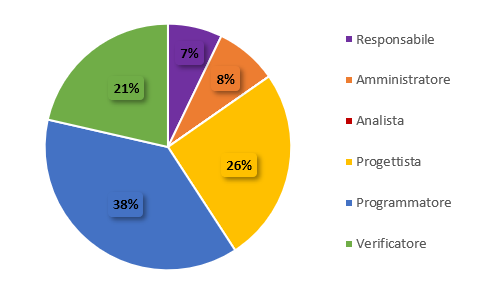 7%
8%
26%
38%
21%
Responsabile
Amministratore
Analista
Progettista
Programmatore
Verificatore